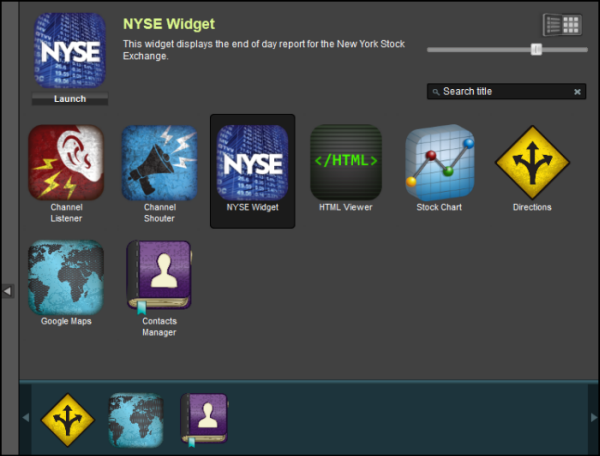 NYSE
NYSE Widget
This widget displays the end of day report for the New York Stock
Exchange.
Launch
Search title
NYSE
</HTML>
Channel
Listener
Channel
Shouter
NYSE Widget
HTML Viewer
Stock Chart
Directions
Google Maps
Contacts
Manager